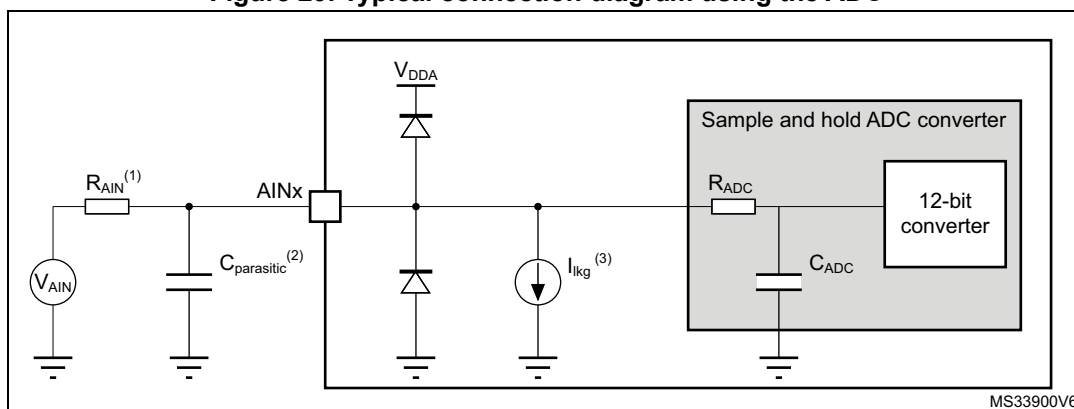 Figure 20. Typical connection diagram using the ADC
V_DDA
Sample and hold ADC converter
R_AIN^(1)
AINx
R_ADC
12-bit
converter
C_parasitic^(2)
I_lkg^(3)
C_ADC
V_AIN
MS33900V6